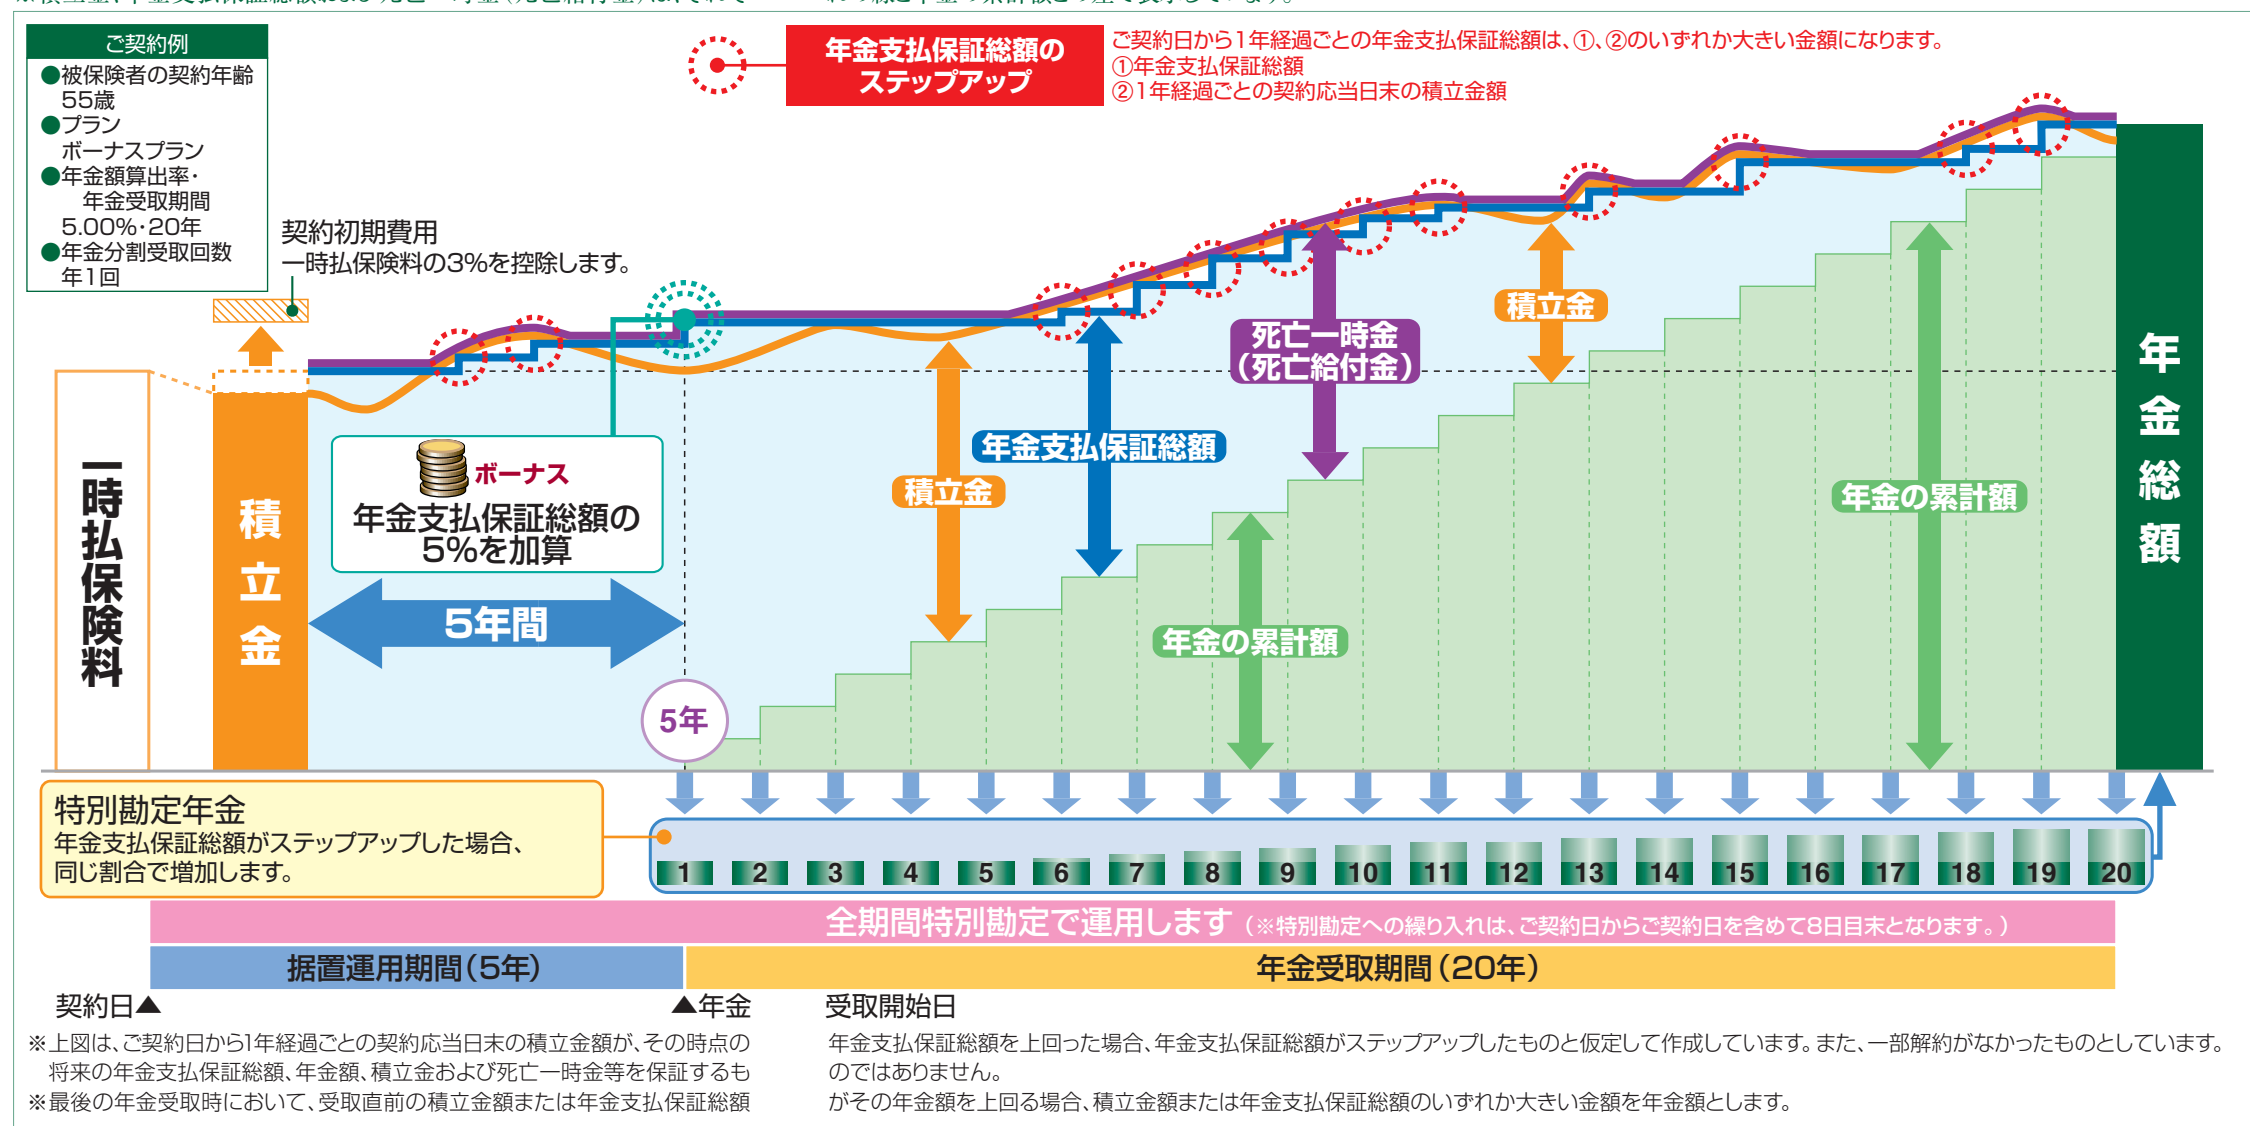 ご契約例
●被保険者の契約年齢
55歳
●プラン
ボーナスプラン
●年金額算出率・
年金受取期間
5.00%・20年
●年金分割受取回数
年1回
年金支払保証総額の
ステップアップ
ご契約日から1年経過ごとの年金支払保証総額は、①、②のいずれか大きい金額になります。
①年金支払保証総額
②1年経過ごとの契約応当日末の積立金額
契約初期費用
一時払保険料の3%を控除します。
一時払保険料
積立金
ボーナス
年金支払保証総額の
5%を加算
5年間
5年
積立金
年金支払保証総額
死亡一時金
(死亡給付金)
積立金
年金の累計額
年金の累計額
年金総額
特別勘定年金
年金支払保証総額がステップアップした場合、
同じ割合で増加します。
1 2 3 4 5 6 7 8 9 10 11 12 13 14 15 16 17 18 19 20
全期間特別勘定で運用します(※特別勘定への繰り入れは、ご契約日からご契約日を含めて8日目末となります。)
据置運用期間(5年)
年金受取期間(20年)
契約日▲
▲年金 受取開始日
※上図は、ご契約日から1年経過ごとの契約応当日末の積立金額が、その時点の 年金支払保証総額を上回った場合、年金支払保証総額がステップアップしたものと仮定して作成しています。また、一部解約がなかったものとしています。
将来の年金支払保証総額、年金額、積立金および死亡一時金等を保証するも のではありません。
※最後の年金受取時において、受取直前の積立金額または年金支払保証総額 がその年金額を上回る場合、積立金額または年金支払保証総額のいずれか大きい金額を年金額とします。